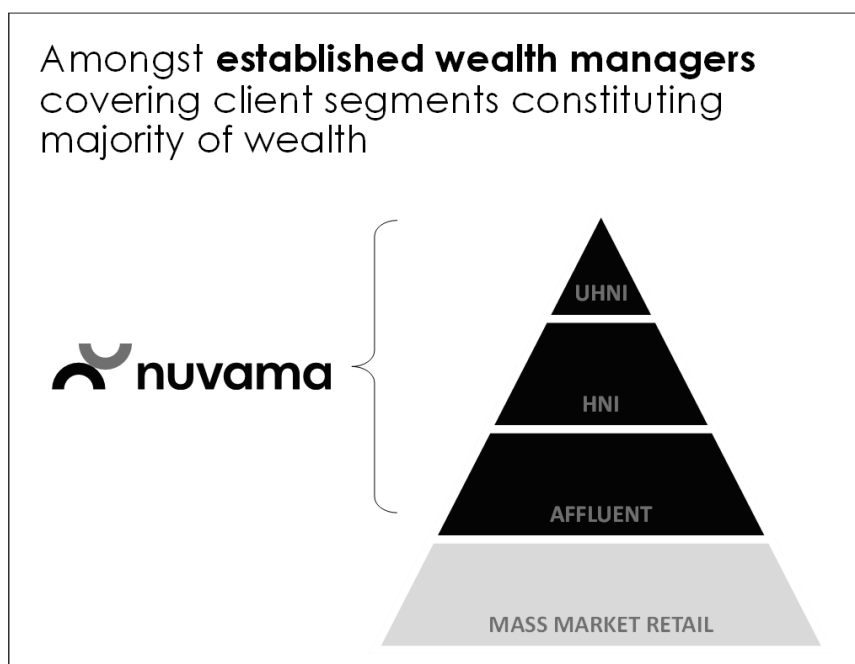 Amongst established wealth managers
covering client segments constituting
majority of wealth
UHNI
nuvama
HNI
AFFLUENT
MASS MARKET RETAIL